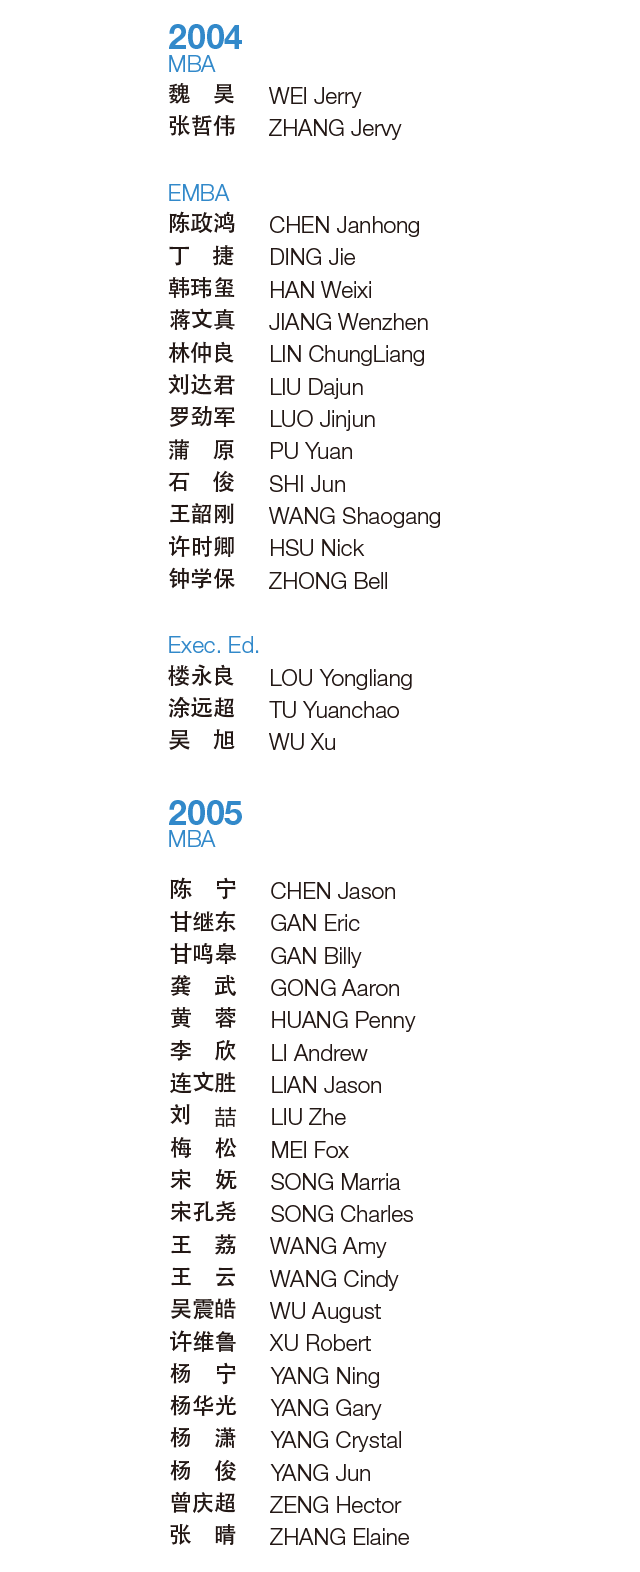 2004
MBA
魏　昊 WEI Jerry
张哲伟 ZHANG Jervy
EMBA
陈政鸿 CHEN Janhong
丁　捷 DING Jie
韩玮玺 HAN Weixi
蒋文真 JIANG Wenzhen
林仲良 LIN ChungLiang
刘达君 LIU Dajun
罗劲军 LUO Jinjun
蒲　原 PU Yuan
石　俊 SHI Jun
王韶刚 WANG Shaogang
许时卿 HSU Nick
钟学保 ZHONG Bell
Exec. Ed.
楼永良 LOU Yongliang
涂远超 TU Yuanchao
吴　旭 WU Xu
2005
MBA
陈　宁 CHEN Jason
甘继东 GAN Eric
甘鸣皋 GAN Billy
龚　武 GONG Aaron
黄　蓉 HUANG Penny
李　欣 LI Andrew
连文胜 LIAN Jason
刘　喆 LIU Zhe
梅　松 MEI Fox
宋　妩 SONG Marria
宋孔尧 SONG Charles
王　荔 WANG Amy
王　云 WANG Cindy
吴震皓 WU August
许维鲁 XU Robert
杨　宁 YANG Ning
杨华光 YANG Gary
杨　潇 YANG Crystal
杨　俊 YANG Jun
曾庆超 ZENG Hector
张　晴 ZHANG Elaine